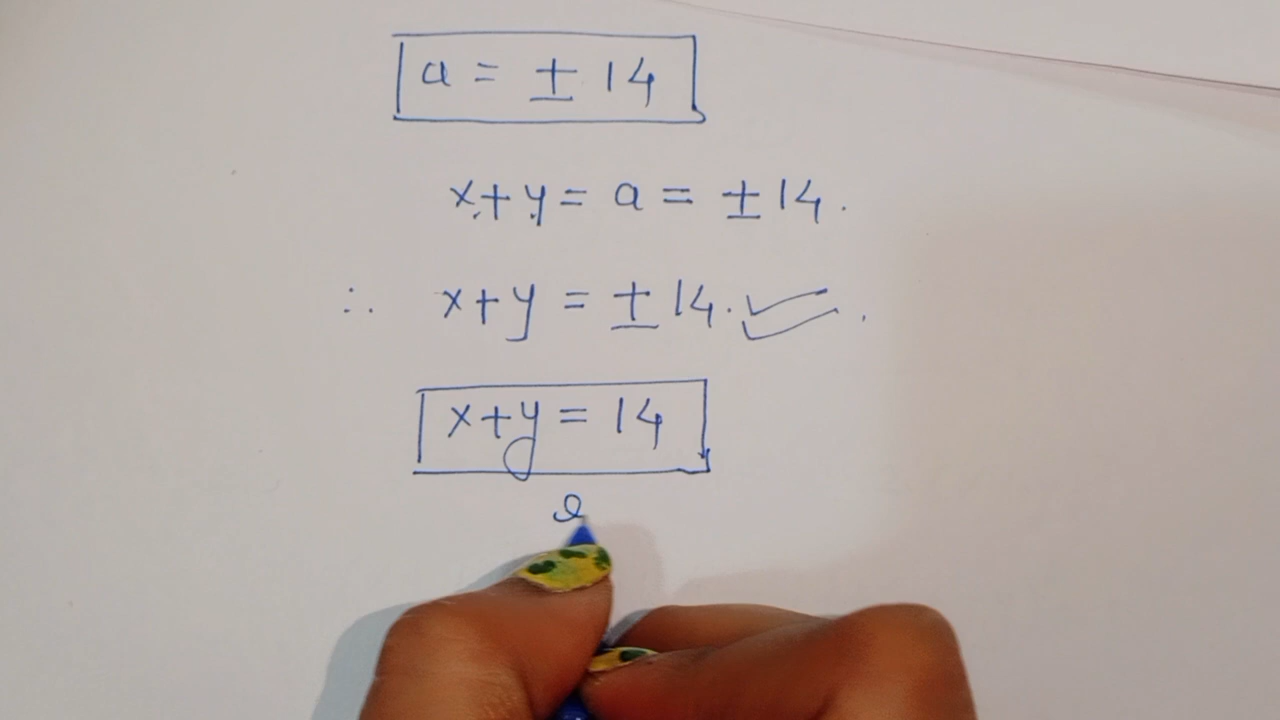 a = ± 14
x+y = a = ±14.
∴ x+y = ±14.
x+y = 14